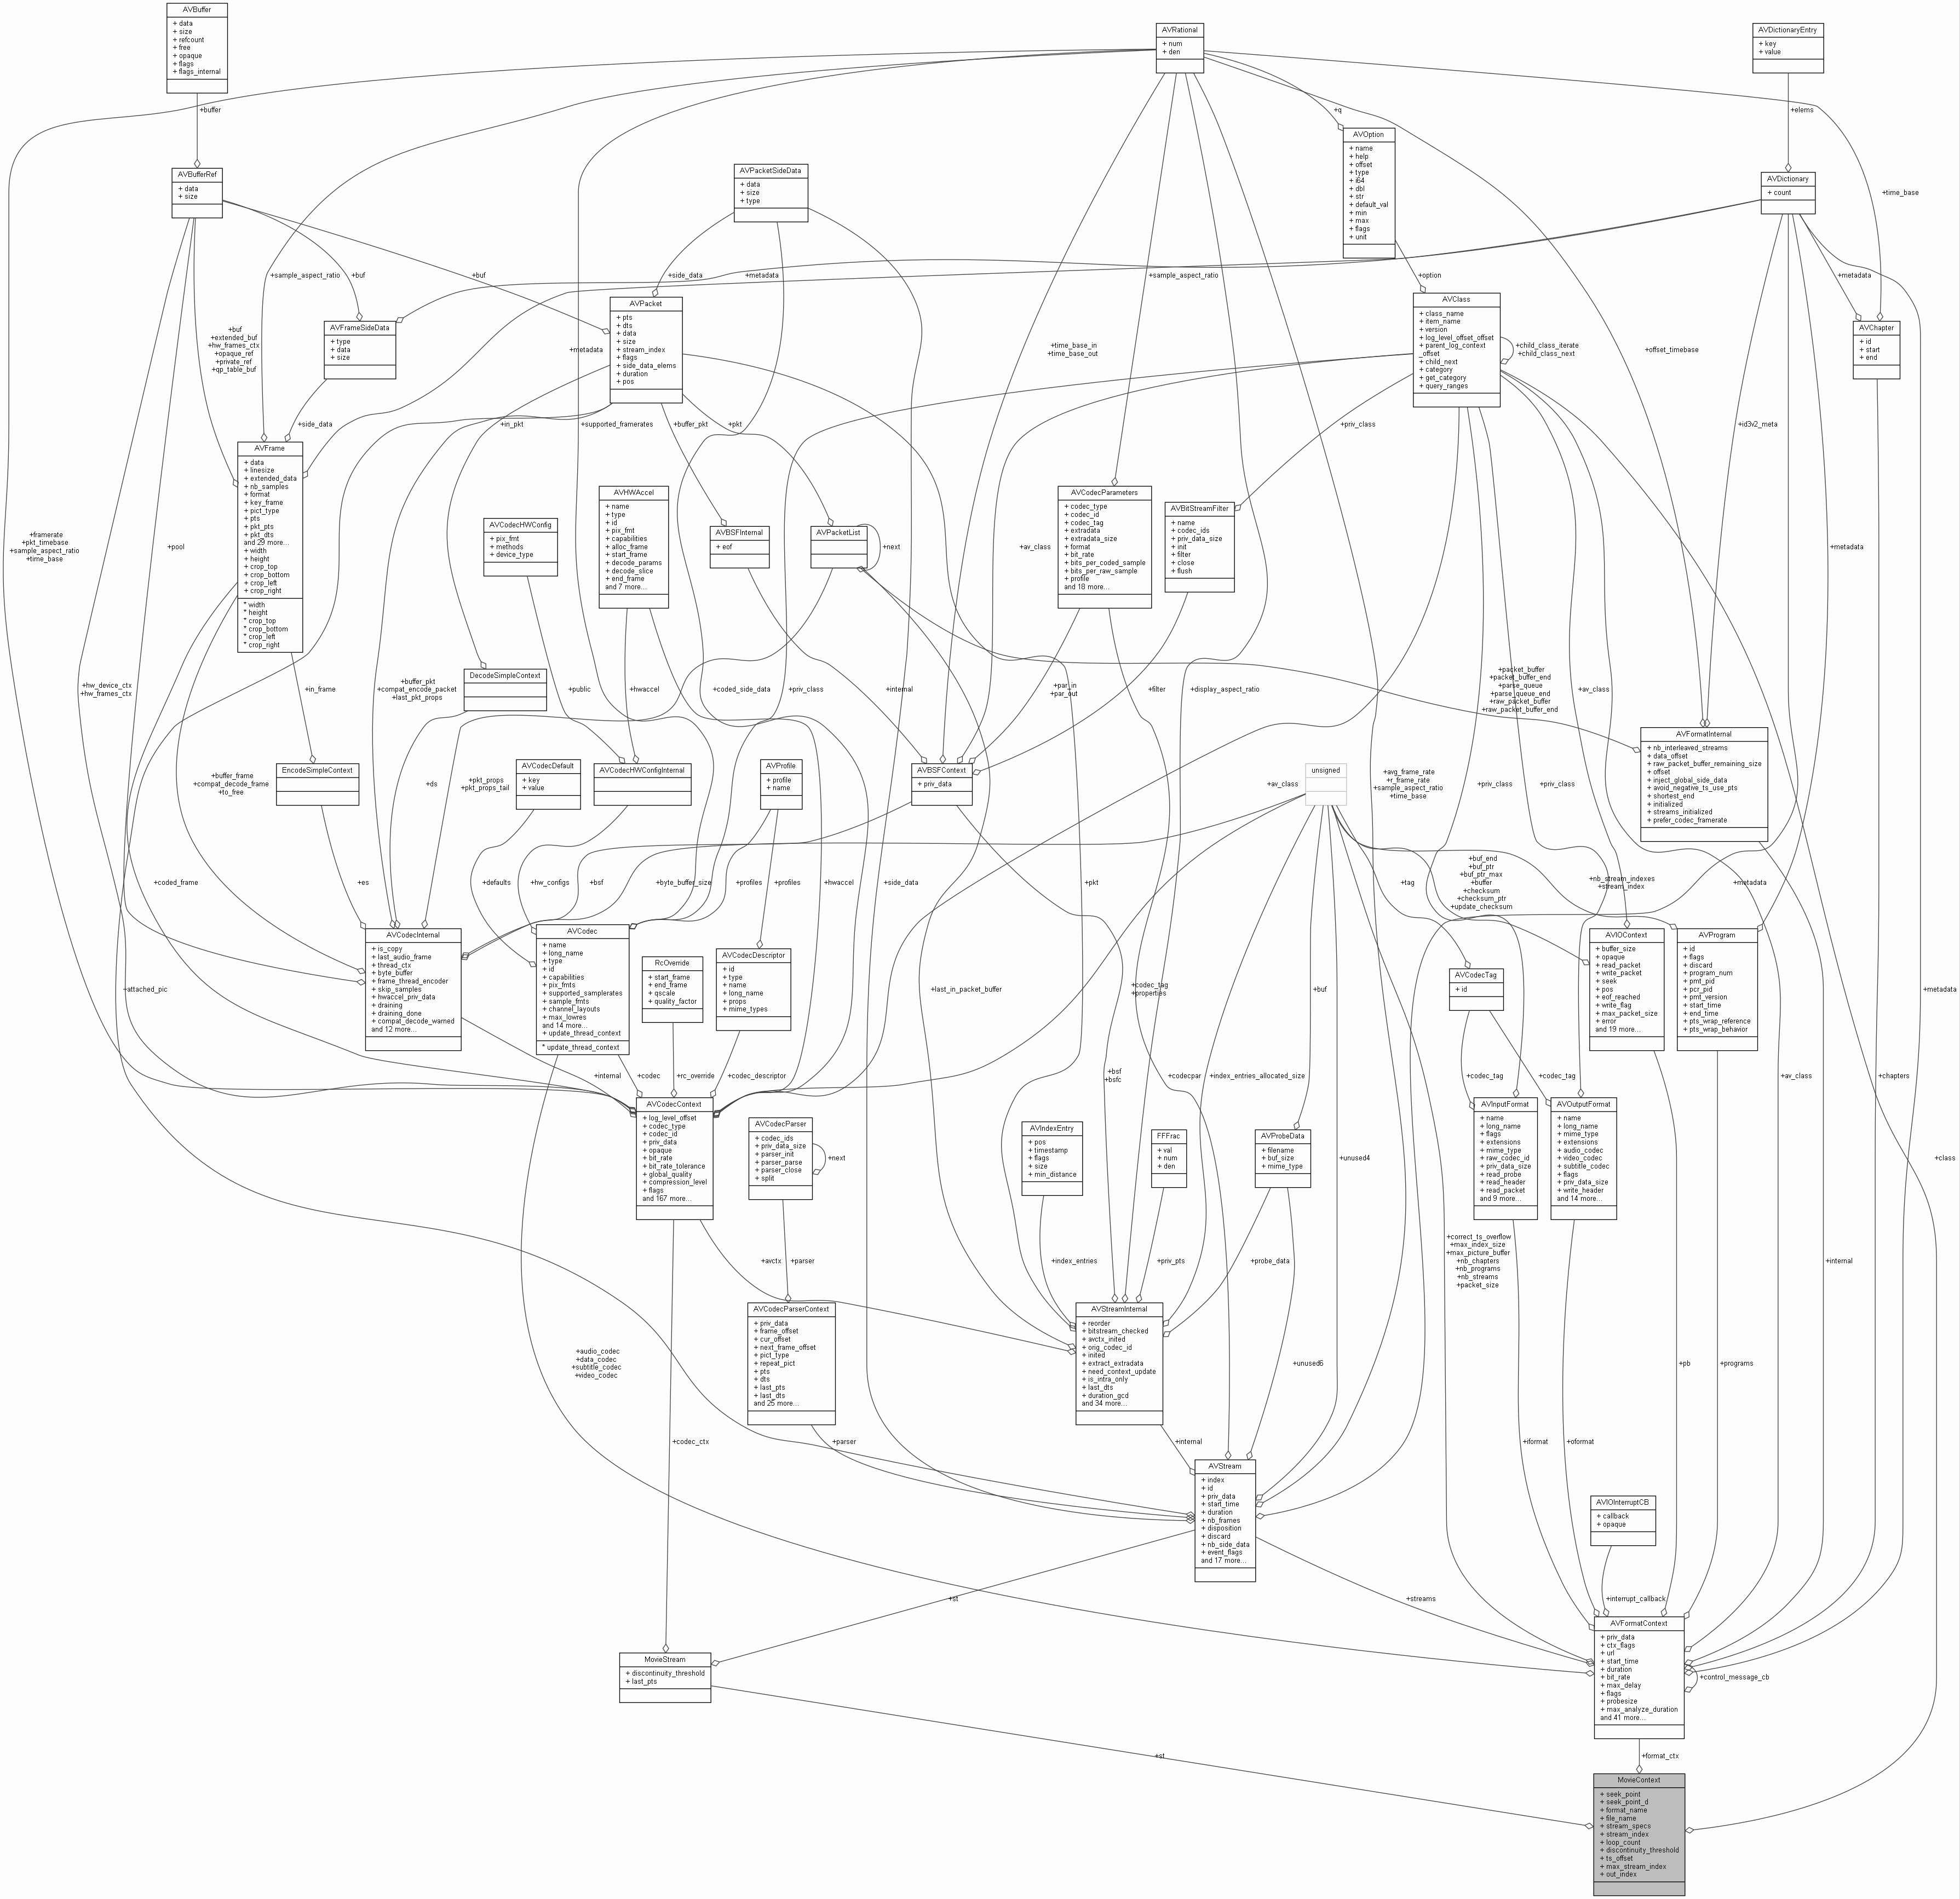 AVBuffer
+ data
+ size
+ refcount
+ free
+ opaque
+ flags
+ flags_internal
AVRational
+ num
+ den
AVDictionaryEntry
+ key
+ value
+buffer
+q
+elems
AVOption
+ name
+ help
+ offset
+ type
+ i64
+ dbl
+ str
+ default_val
+ min
+ max
+ flags
+ unit
AVBufferRef
+ data
+ size
AVPacketSideData
+ data
+ size
+ type
AVDictionary
+ count
+time_base
+sample_aspect_ratio
+buf
+buf
+side_data
+metadata
+sample_aspect_ratio
+option
+metadata
AVPacket
+ pts
+ dts
+ data
+ size
+ stream_index
+ flags
+ side_data_elems
+ duration
+ pos
AVClass
+ class_name
+ item_name
+ version
+ log_level_offset_offset
+ parent_log_context
_offset
+ child_next
+ category
+ get_category
+ query_ranges
+child_class_iterate
+child_class_next
AVFrameSideData
+ type
+ data
+ size
AVChapter
+ id
+ start
+ end
+buf
+extended_buf
+hw_frames_ctx
+opaque_ref
+private_ref
+qp_table_buf
+metadata
+time_base_in
+time_base_out
+offset_timebase
+side_data
+in_pkt
+supported_framerates
+buffer_pkt
+pkt
+priv_class
+id3v2_meta
AVFrame
+ data
+ linesize
+ extended_data
+ nb_samples
+ format
+ key_frame
+ pict_type
+ pts
+ pkt_pts
+ pkt_dts
and 29 more...
+ width
+ height
+ crop_top
+ crop_bottom
+ crop_left
+ crop_right
* width
* height
* crop_top
* crop_bottom
* crop_left
* crop_right
AVCodecHWConfig
+ pix_fmt
+ methods
+ device_type
AVHWAccel
+ name
+ type
+ id
+ pix_fmt
+ capabilities
+ alloc_frame
+ start_frame
+ decode_params
+ decode_slice
+ end_frame
and 7 more...
AVBSFInternal
+ eof
AVPacketList
+next
AVCodecParameters
+ codec_type
+ codec_id
+ codec_tag
+ extradata
+ extradata_size
+ format
+ bit_rate
+ bits_per_coded_sample
+ bits_per_raw_sample
+ profile
and 18 more...
AVBitStreamFilter
+ name
+ codec_ids
+ priv_data_size
+ init
+ filter
+ close
+ flush
+framerate
+pkt_timebase
+sample_aspect_ratio
+time_base
+pool
+av_class
+metadata
DecodeSimpleContext
+hw_device_ctx
+hw_frames_ctx
+in_frame
+buffer_pkt
+compat_encode_packet
+last_pkt_props
+public
+hwaccel
+coded_side_data
+priv_class
+internal
+par_in
+par_out
+filter
+display_aspect_ratio
+packet_buffer
+packet_buffer_end
+parse_queue
+parse_queue_end
+raw_packet_buffer
+raw_packet_buffer_end
+av_class
AVFormatInternal
+ nb_interleaved_streams
+ data_offset
+ raw_packet_buffer_remaining_size
+ offset
+ inject_global_side_data
+ avoid_negative_ts_use_pts
+ shortest_end
+ initialized
+ streams_initialized
+ prefer_codec_framerate
+buffer_frame
+compat_decode_frame
+to_free
EncodeSimpleContext
+ds
+pkt_props
+pkt_props_tail
AVCodecDefault
+ key
+ value
AVCodecHWConfigInternal
AVProfile
+ profile
+ name
AVBSFContext
+ priv_data
+av_class
unsigned
+avg_frame_rate
+r_frame_rate
+sample_aspect_ratio
+time_base
+priv_class
+priv_class
+coded_frame
+es
+defaults
+hw_configs
+bsf
+byte_buffer_size
+profiles
+profiles
+hwaccel
+side_data
+pkt
+tag
+buf_end
+buf_ptr
+buf_ptr_max
+buffer
+checksum
+checksum_ptr
+update_checksum
+nb_stream_indexes
+stream_index
+metadata
AVCodecInternal
+ is_copy
+ last_audio_frame
+ thread_ctx
+ byte_buffer
+ frame_thread_encoder
+ skip_samples
+ hwaccel_priv_data
+ draining
+ draining_done
+ compat_decode_warned
and 12 more...
AVCodec
+ name
+ long_name
+ type
+ id
+ capabilities
+ pix_fmts
+ supported_samplerates
+ sample_fmts
+ channel_layouts
+ max_lowres
and 14 more...
+ update_thread_context
* update_thread_context
RcOverride
+ start_frame
+ end_frame
+ qscale
+ quality_factor
AVCodecDescriptor
+ id
+ type
+ name
+ long_name
+ props
+ mime_types
AVCodecTag
+ id
AVIOContext
+ buffer_size
+ opaque
+ read_packet
+ write_packet
+ seek
+ pos
+ eof_reached
+ write_flag
+ max_packet_size
+ error
and 19 more...
AVProgram
+ id
+ flags
+ discard
+ program_num
+ pmt_pid
+ pcr_pid
+ pmt_version
+ start_time
+ end_time
+ pts_wrap_reference
+ pts_wrap_behavior
+attached_pic
+last_in_packet_buffer
+codec_tag
+properties
+buf
+metadata
+internal
+codec
+rc_override
+codec_descriptor
+bsf
+bsfc
+codecpar
+index_entries_allocated_size
+codec_tag
+codec_tag
+av_class
+chapters
AVCodecContext
+ log_level_offset
+ codec_type
+ codec_id
+ priv_data
+ opaque
+ bit_rate
+ bit_rate_tolerance
+ global_quality
+ compression_level
+ flags
and 167 more...
AVCodecParser
+ codec_ids
+ priv_data_size
+ parser_init
+ parser_parse
+ parser_close
+ split
+next
AVIndexEntry
+ pos
+ timestamp
+ flags
+ size
+ min_distance
FFFrac
+ val
+ num
+ den
AVProbeData
+ filename
+ buf_size
+ mime_type
+unused4
AVInputFormat
+ name
+ long_name
+ flags
+ extensions
+ mime_type
+ raw_codec_id
+ priv_data_size
+ read_probe
+ read_header
+ read_packet
and 9 more...
AVOutputFormat
+ name
+ long_name
+ mime_type
+ extensions
+ audio_codec
+ video_codec
+ subtitle_codec
+ flags
+ priv_data_size
+ write_header
and 14 more...
+class
+avctx
+parser
+index_entries
+priv_pts
+probe_data
+correct_ts_overflow
+max_index_size
+max_picture_buffer
+nb_chapters
+nb_programs
+nb_streams
+packet_size
+internal
AVCodecParserContext
+ priv_data
+ frame_offset
+ cur_offset
+ next_frame_offset
+ pict_type
+ repeat_pict
+ pts
+ dts
+ last_pts
+ last_dts
and 25 more...
AVStreamInternal
+ reorder
+ bitstream_checked
+ avctx_inited
+ orig_codec_id
+ inited
+ extract_extradata
+ need_context_update
+ is_intra_only
+ last_dts
+ duration_gcd
and 34 more...
+audio_codec
+data_codec
+subtitle_codec
+video_codec
+unused6
+pb
+programs
+codec_ctx
+parser
+internal
+iformat
+oformat
AVStream
+ index
+ id
+ priv_data
+ start_time
+ duration
+ nb_frames
+ disposition
+ discard
+ nb_side_data
+ event_flags
and 17 more...
AVIOInterruptCB
+ callback
+ opaque
+st
+streams
+interrupt_callback
MovieStream
+ discontinuity_threshold
+ last_pts
AVFormatContext
+ priv_data
+ ctx_flags
+ url
+ start_time
+ duration
+ bit_rate
+ max_delay
+ flags
+ probesize
+ max_analyze_duration
and 41 more...
+control_message_cb
+st
+format_ctx
MovieContext
+ seek_point
+ seek_point_d
+ format_name
+ file_name
+ stream_specs
+ stream_index
+ loop_count
+ discontinuity_threshold
+ ts_offset
+ max_stream_index
+ out_index